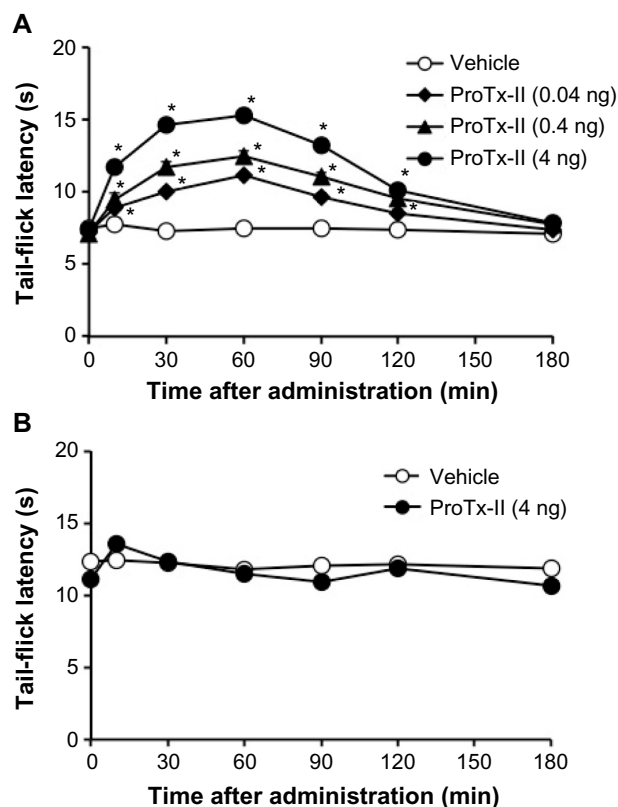 A
Tail-flick latency (s)
20
15
10
5
0
Vehicle
ProTx-II (0.04 ng)
ProTx-II (0.4 ng)
ProTx-II (4 ng)
* * * * *
* * * * *
* * * * *
0 30 60 90 120 150 180
Time after administration (min)
B
Tail-flick latency (s)
20
15
10
5
0
Vehicle
ProTx-II (4 ng)
0 30 60 90 120 150 180
Time after administration (min)